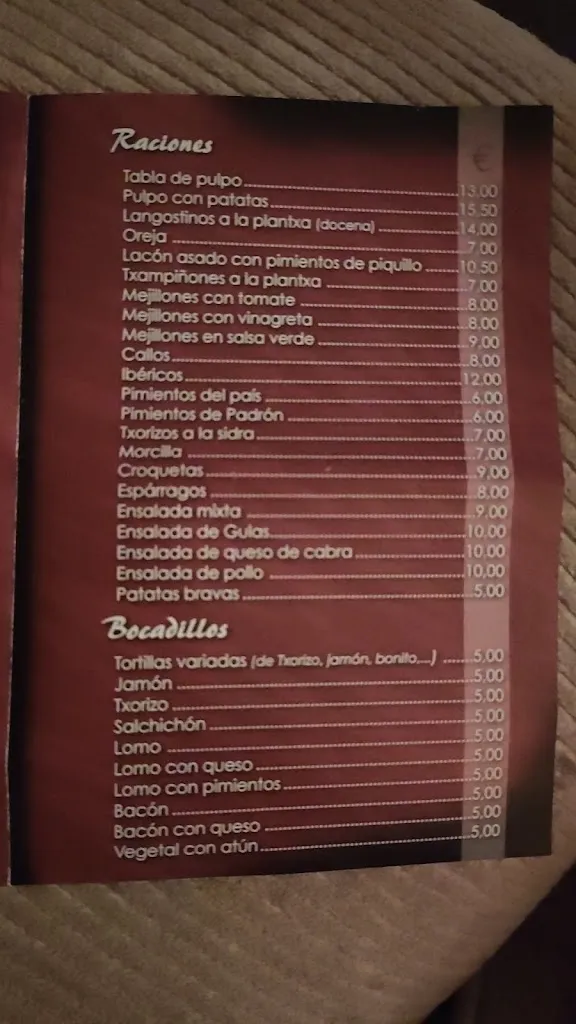 Raciones
€
Tabla de pulpo 13,00
Pulpo con patatas 15,50
Langostinos a la plantxa (docena) 14,00
Oreja 7,00
Lacón asado con pimientos de piquillo 10,50
Txampiñones a la plantxa 7,00
Mejillones con tomate 8,00
Mejillones con vinagreta 8,00
Mejillones en salsa verde 9,00
Callos 8,00
Ibéricos 12,00
Pimientos del país 6,00
Pimientos de Padrón 6,00
Txorizos a la sidra 7,00
Morcilla 7,00
Croquetas 9,00
Espárragos 8,00
Ensalada mixta 9,00
Ensalada de Gulas 10,00
Ensalada de queso de cabra 10,00
Ensalada de pollo 10,00
Patatas bravas 5,00
Bocadillos
Tortillas variadas (de Txorizo, jamón, bonito,...) 5,00
Jamón 5,00
Txorizo 5,00
Salchichón 5,00
Lomo 5,00
Lomo con queso 5,00
Lomo con pimientos 5,00
Bacón 5,00
Bacón con queso 5,00
Vegetal con atún 5,00